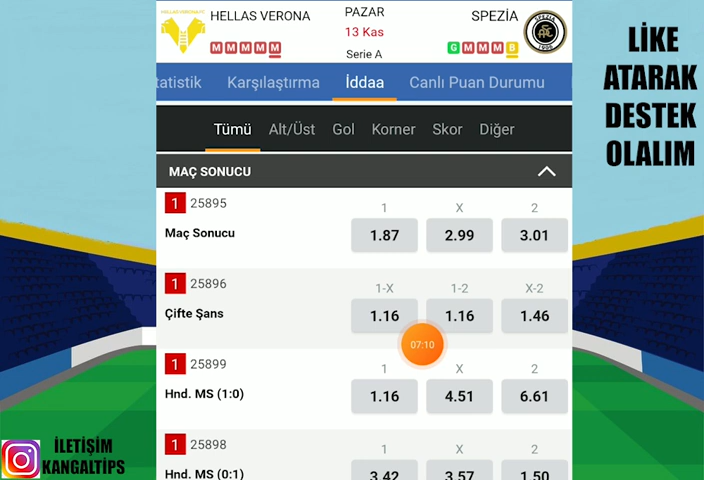 HELLAS VERONA
M M M M M
PAZAR
13 Kas
Serie A
SPEZİA
G M M M B
SPEZIA
1906
tatistik Karşılaştırma İddaa Canlı Puan Durumu
Tümü Alt/Üst Gol Korner Skor Diğer
MAÇ SONUCU
1 25895
Maç Sonucu
1 X 2
1.87 2.99 3.01
1 25896
Çifte Şans
1-X 1-2 X-2
1.16 1.16 1.46
07:10
1 25899
Hnd. MS (1:0)
1 X 2
1.16 4.51 6.61
1 25898
Hnd. MS (0:1)
1 X 2
3.42 3.57 1.50
LİKE
ATARAK
DESTEK
OLALIM
İLETİŞİM
KANGALTİPS